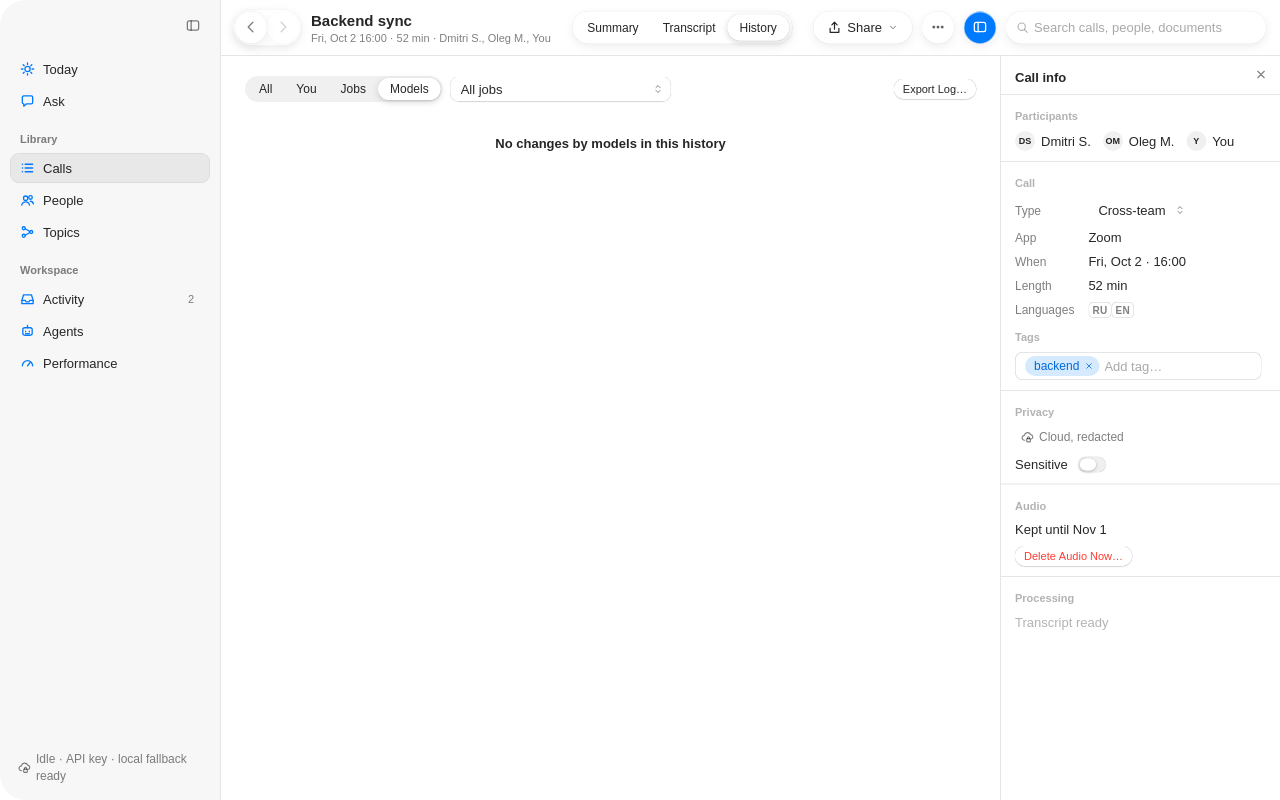 Today
Ask
Library
Calls
People
Topics
Workspace
Activity 2
Agents
Performance
Idle · API key · local fallback
ready
Backend sync
Fri, Oct 2 16:00 · 52 min · Dmitri S., Oleg M., You
Summary Transcript History
Share
Search calls, people, documents
All You Jobs Models
All jobs
Export Log…
No changes by models in this history
Call info
Participants
DS Dmitri S. OM Oleg M. Y You
Call
Type Cross-team
App Zoom
When Fri, Oct 2 · 16:00
Length 52 min
Languages RU EN
Tags
backend × Add tag…
Privacy
Cloud, redacted
Sensitive
Audio
Kept until Nov 1
Delete Audio Now…
Processing
Transcript ready